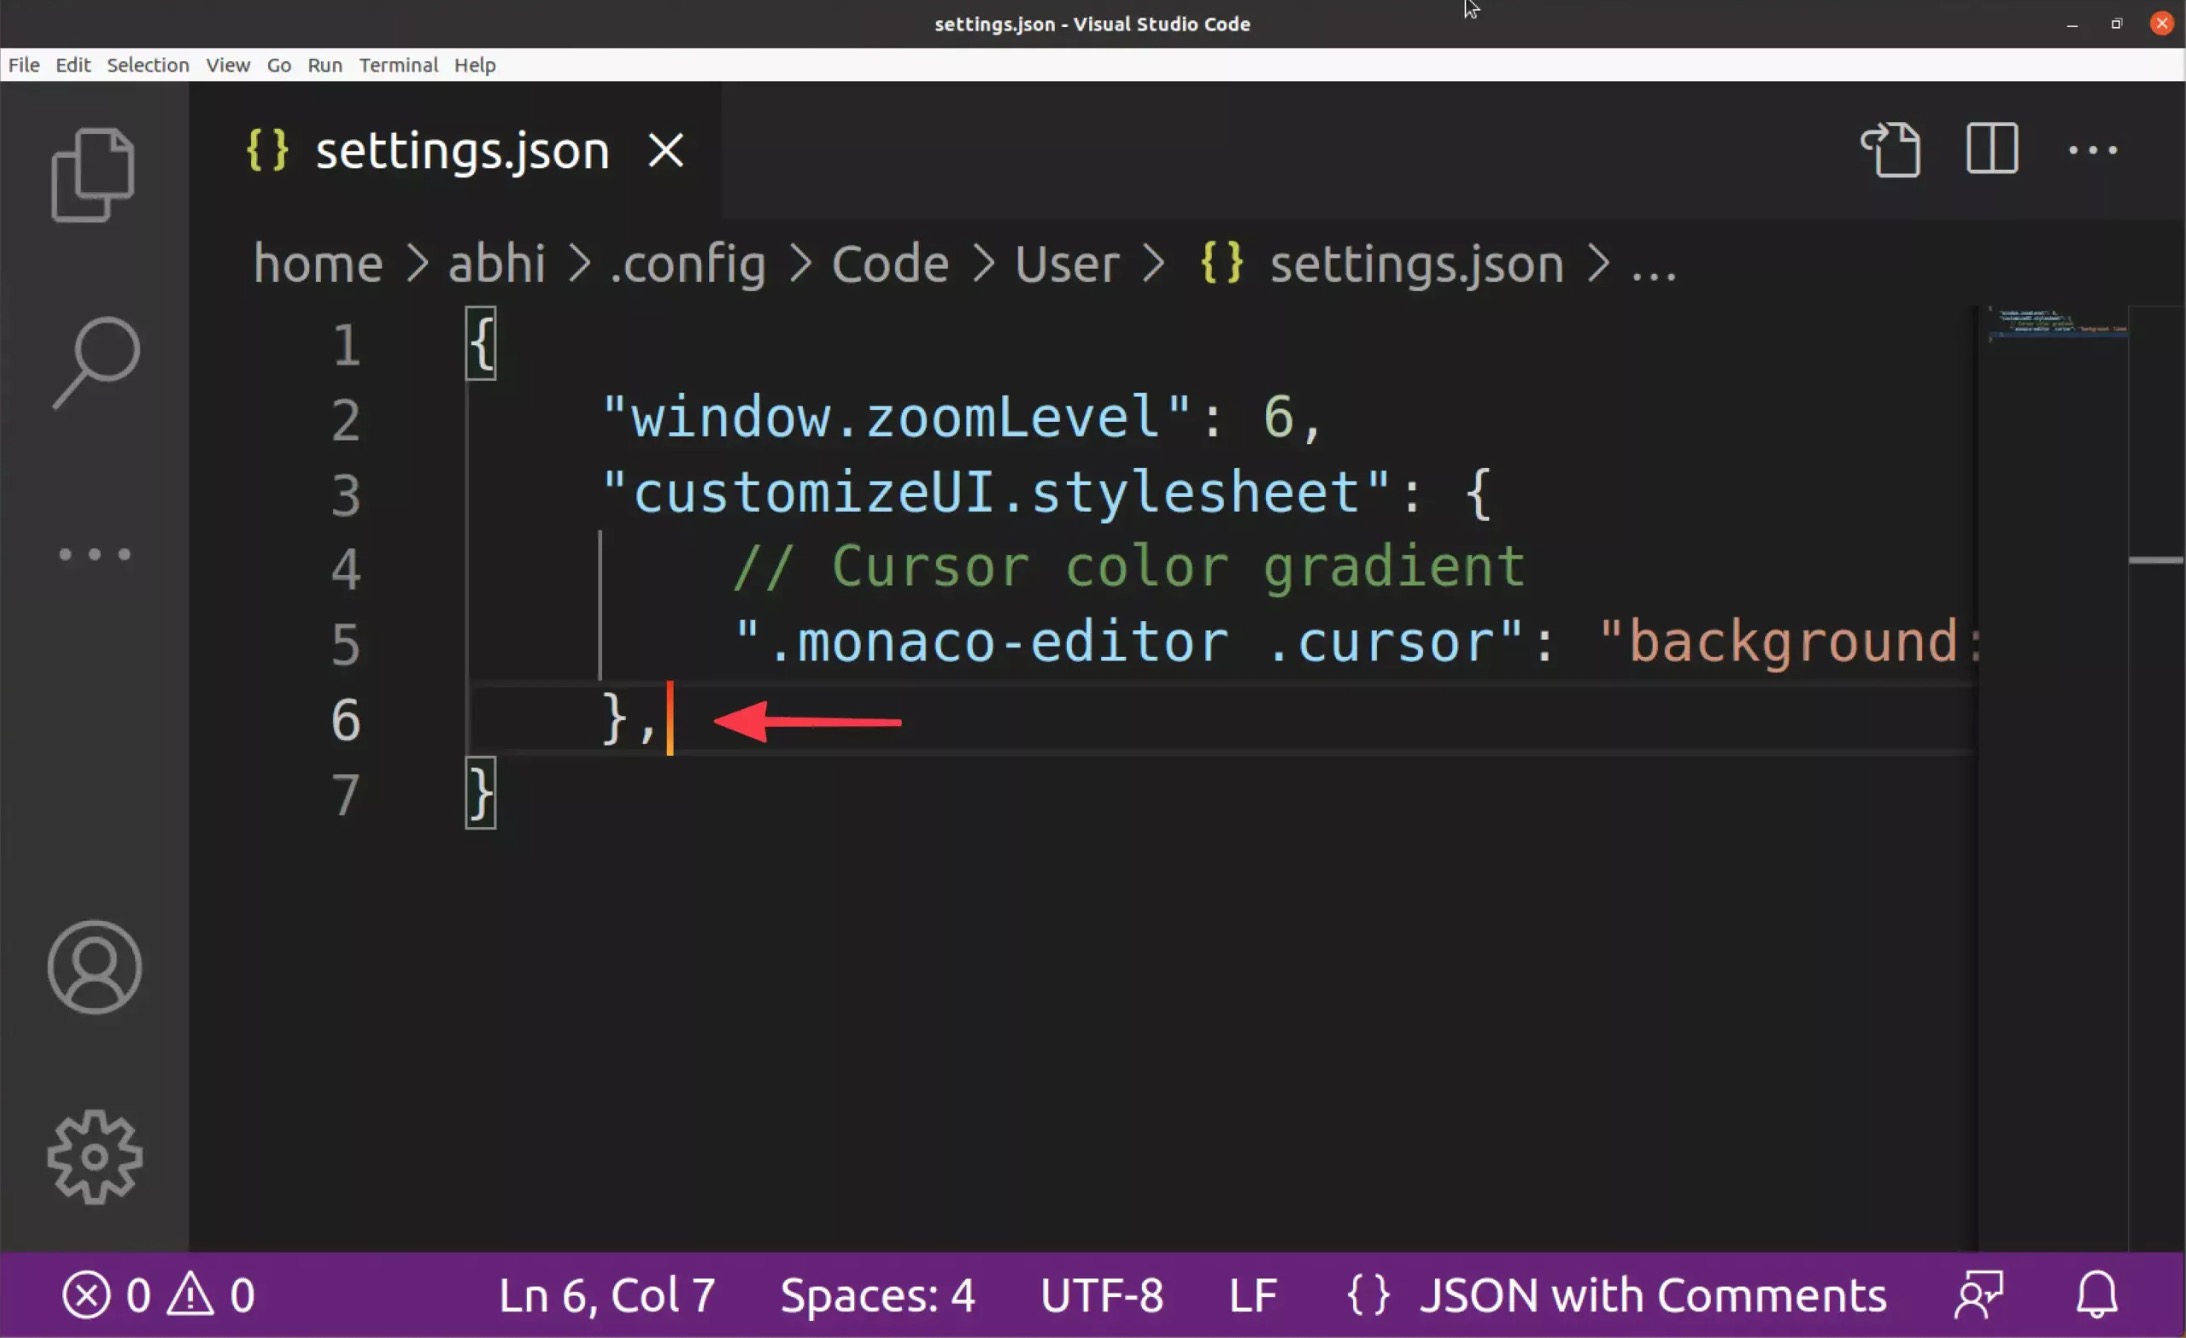 settings.json - Visual Studio Code
File Edit Selection View Go Run Terminal Help
{} settings.json
home > abhi > .config > Code > User > {} settings.json > ...
1 {
2 "window.zoomLevel": 6,
3 "customizeUI.stylesheet": {
4 // Cursor color gradient
5 ".monaco-editor .cursor": "background:
6 },
7 }
0 0 Ln 6, Col 7 Spaces: 4 UTF-8 LF {} JSON with Comments